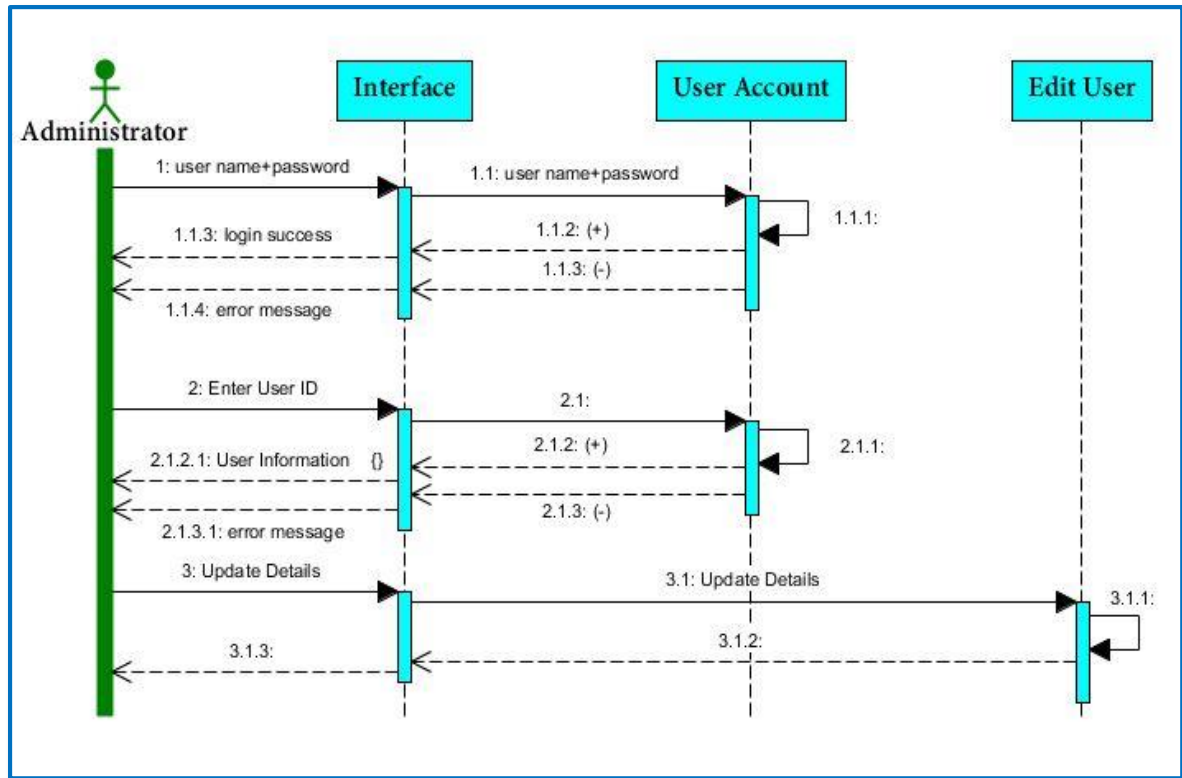 Administrator
Interface
User Account
Edit User
1: user name+password
1.1: user name+password
1.1.1:
1.1.2: (+)
1.1.3: login success
1.1.3: (-)
1.1.4: error message
2: Enter User ID
2.1:
2.1.1:
2.1.2: (+)
2.1.2.1: User Information {}
2.1.3: (-)
2.1.3.1: error message
3: Update Details
3.1: Update Details
3.1.1:
3.1.2:
3.1.3: